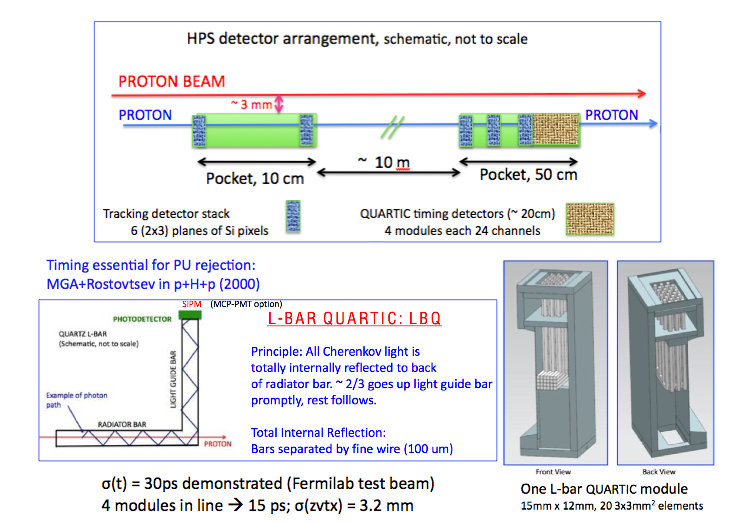 HPS detector arrangement, schematic, not to scale
PROTON BEAM
~ 3 mm
PROTON
PROTON
~ 10 m
Pocket, 10 cm
Pocket, 50 cm
Tracking detector stack
6 (2x3) planes of Si pixels
QUARTIC timing detectors (~ 20cm)
4 modules each 24 channels
Timing essential for PU rejection:
MGA+Rostovtsev in p+H+p (2000)
SiPM (MCP-PMT option)
PHOTODETECTOR
QUARTZ L-BAR
(Schematic, not to scale)
LIGHT GUIDE BAR
Example of photon
path
RADIATOR BAR
PROTON
L-BAR QUARTIC: LBQ
Principle: All Cherenkov light is
totally internally reflected to back
of radiator bar. ~ 2/3 goes up light guide bar
promptly, rest folllows.
Total Internal Reflection:
Bars separated by fine wire (100 um)
Front View
Back View
One L-bar QUARTIC module
15mm x 12mm, 20 3x3mm² elements
σ(t) = 30ps demonstrated (Fermilab test beam)
4 modules in line → 15 ps; σ(zvtx) = 3.2 mm